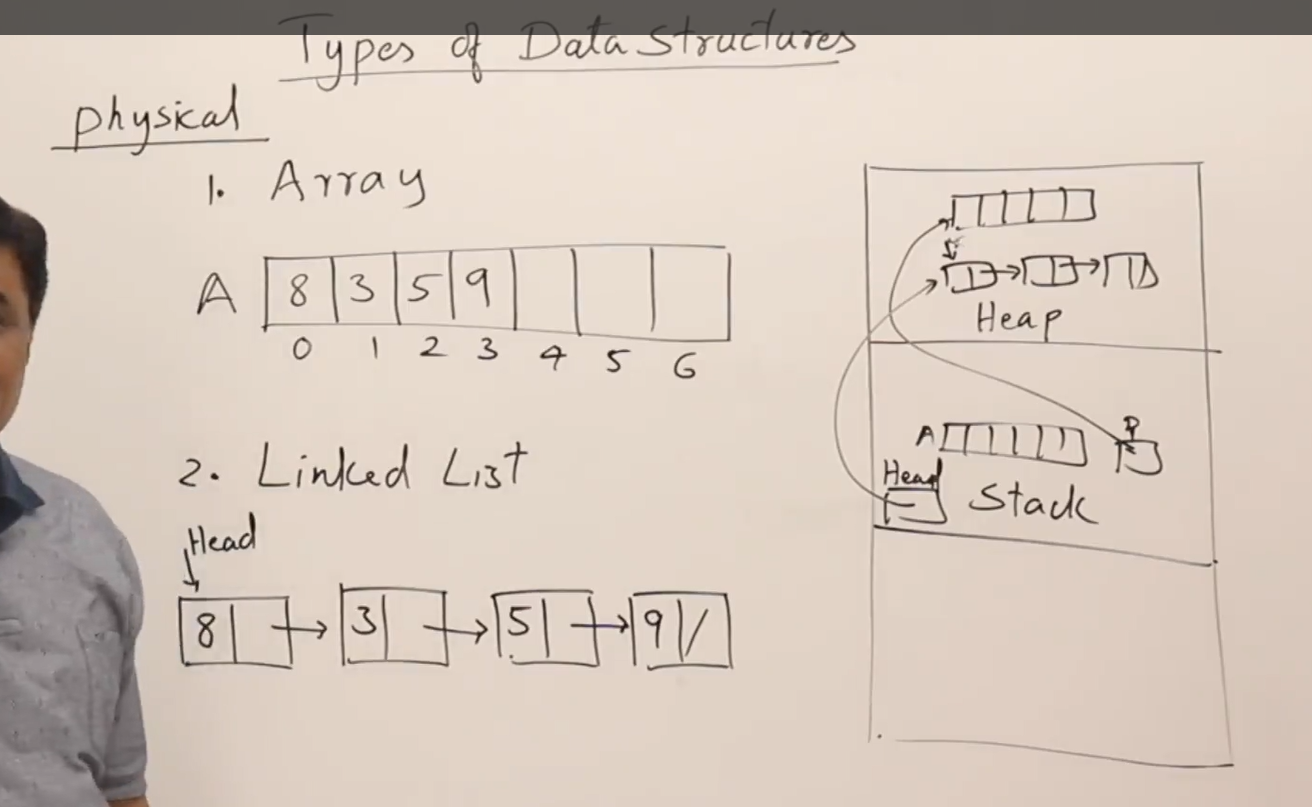 Types of Data Structures
physical
1. Array
A 8 3 5 9
0 1 2 3 4 5 6
2. Linked List
Head
8 3 5 9 /
Heap
A P
Head
Stack